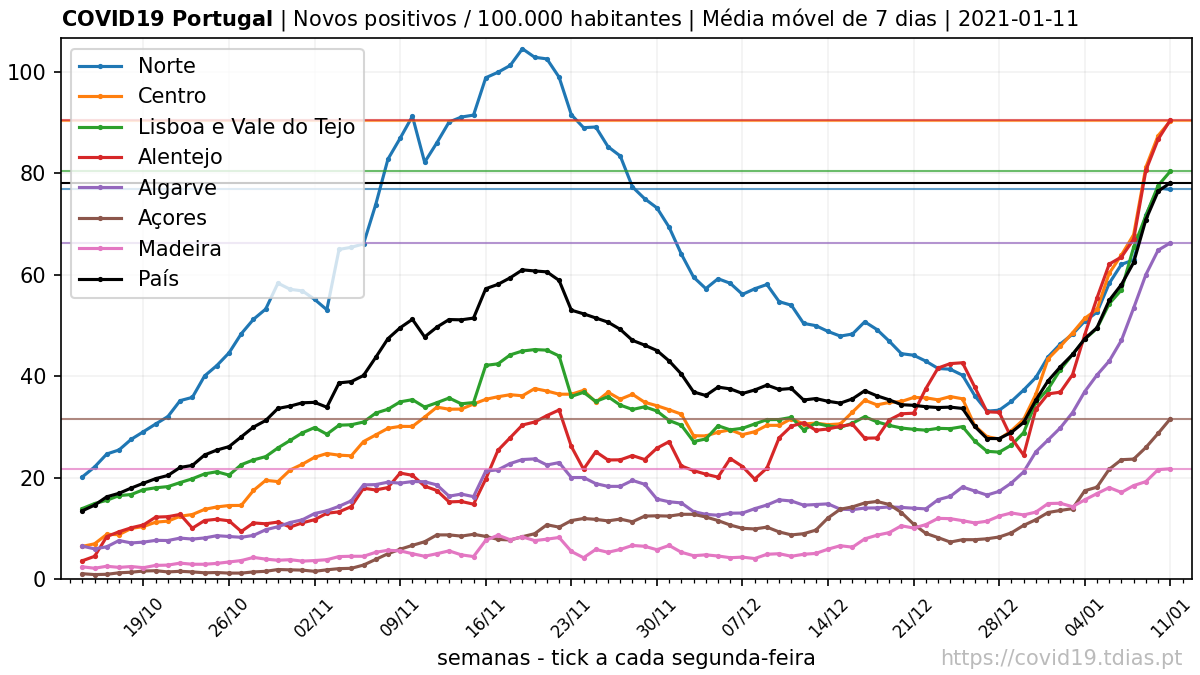 COVID19 Portugal | Novos positivos / 100.000 habitantes | Média móvel de 7 dias | 2021-01-11
100
80
60
40
20
0
Norte
Centro
Lisboa e Vale do Tejo
Alentejo
Algarve
Açores
Madeira
País
19/10
26/10
02/11
09/11
16/11
23/11
30/11
07/12
14/12
21/12
28/12
04/01
11/01
semanas - tick a cada segunda-feira
https://covid19.tdias.pt